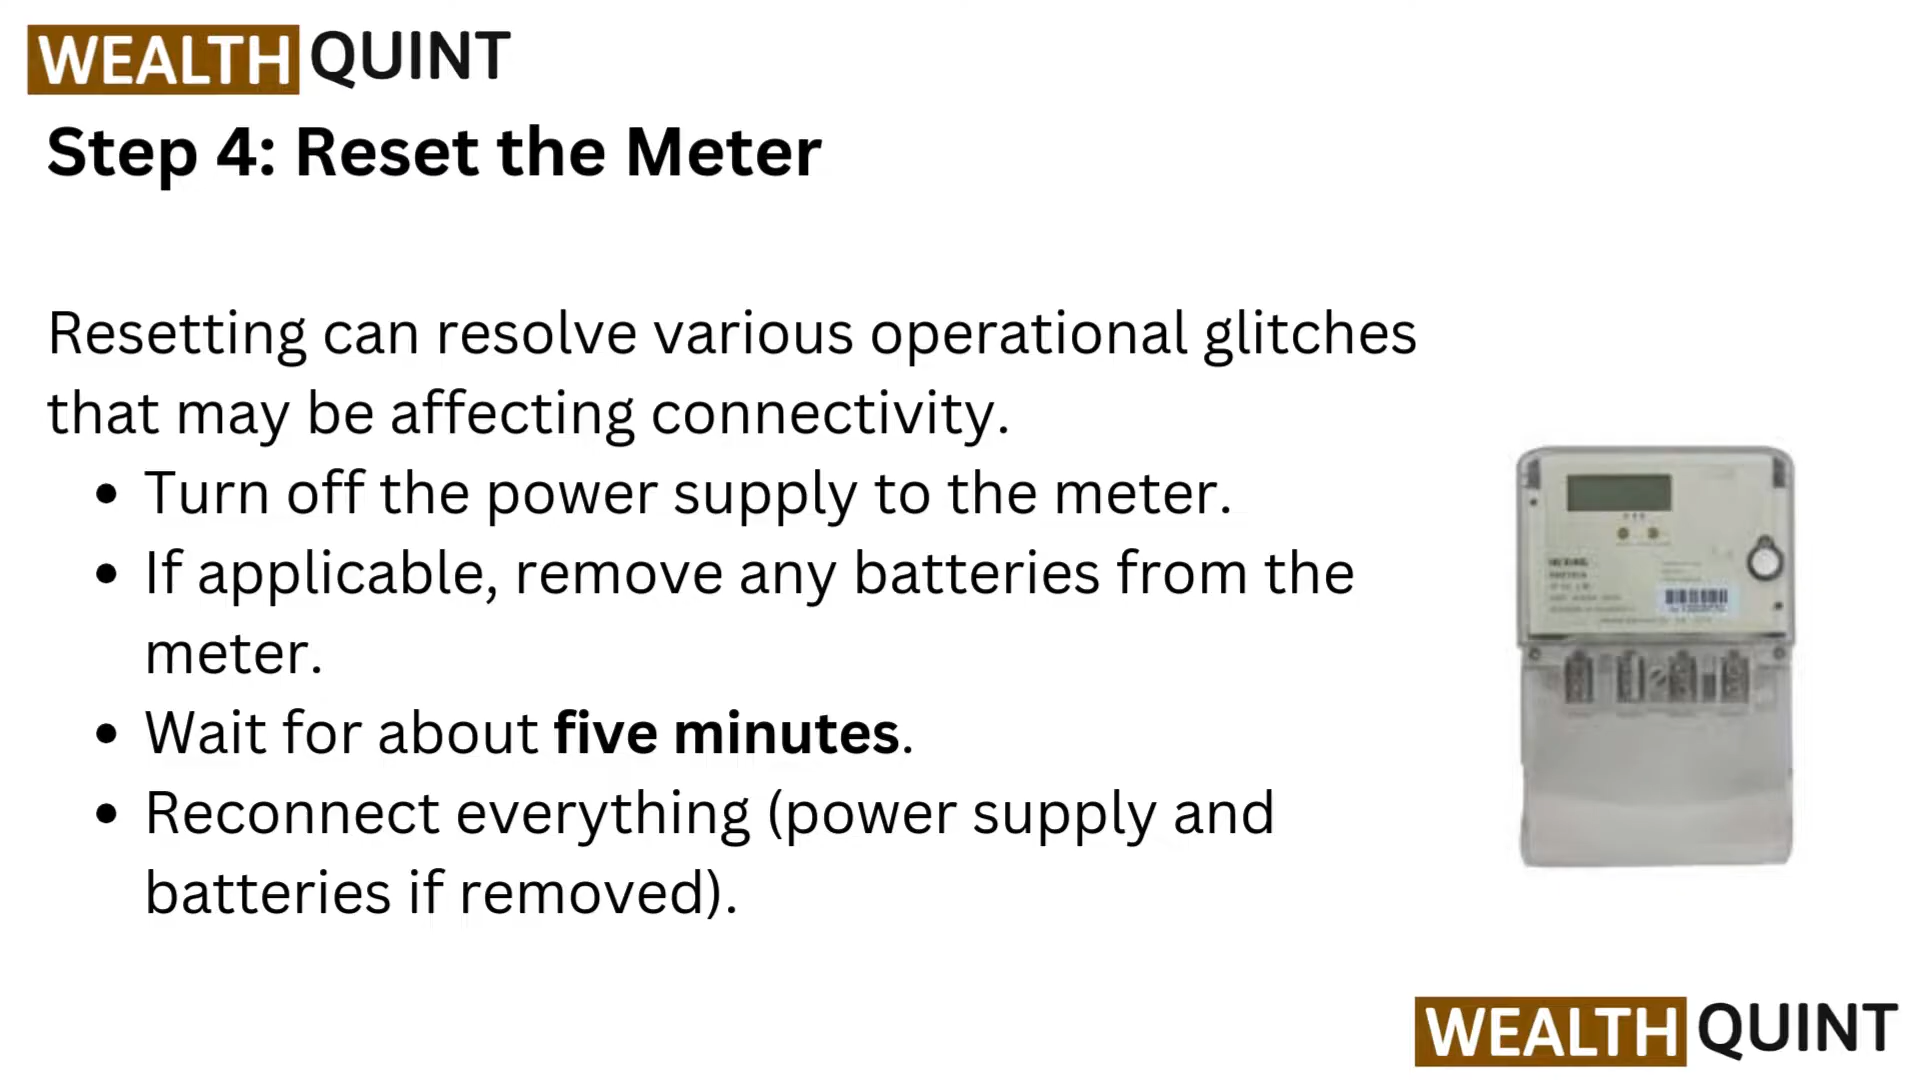 WEALTH QUINT
Step 4: Reset the Meter
Resetting can resolve various operational glitches
that may be affecting connectivity.
• Turn off the power supply to the meter.
• If applicable, remove any batteries from the
meter.
• Wait for about five minutes.
• Reconnect everything (power supply and
batteries if removed).
WEALTH QUINT